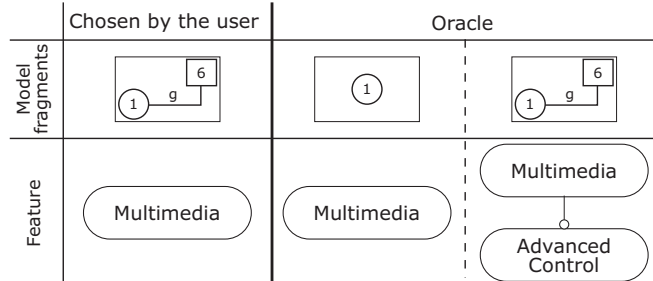 Chosen by the user
Oracle
Model
fragments
6
g
1
1
6
g
1
Feature
Multimedia
Multimedia
Multimedia
Advanced
Control